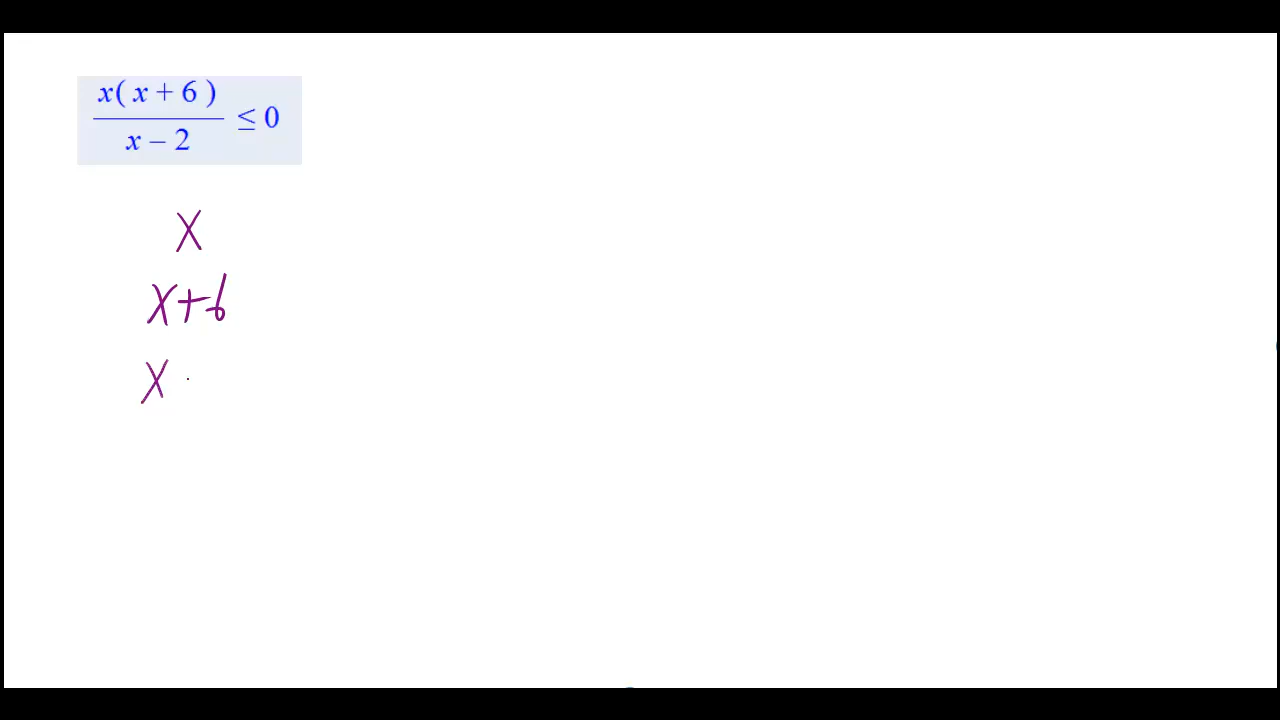 x( x + 6 )
x – 2
≤ 0
X
X+6
X